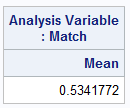 Analysis Variable
: Match
Mean
0.5341772